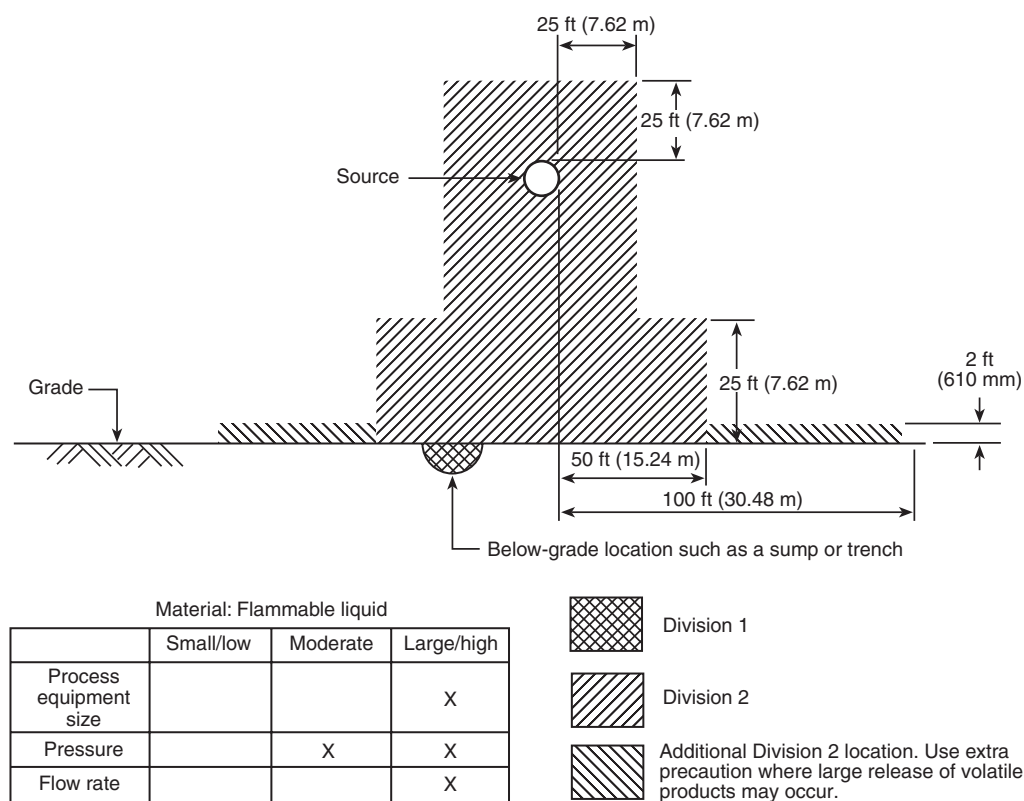 25 ft (7.62 m)
25 ft (7.62 m)
Source
Grade
25 ft (7.62 m)
2 ft
(610 mm)
50 ft (15.24 m)
100 ft (30.48 m)
Below-grade location such as a sump or trench
Material: Flammable liquid
Small/low Moderate Large/high
Process
equipment
size
X
Pressure X X
Flow rate X
Division 1
Division 2
Additional Division 2 location. Use extra
precaution where large release of volatile
products may occur.